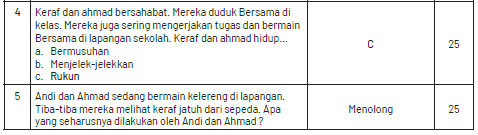 4
Keraf dan ahmad bersahabat. Mereka duduk Bersama di
kelas. Mereka juga sering mengerjakan tugas dan bermain
Bersama di lapangan sekolah. Keraf dan ahmad hidup...
a. Bermusuhan
b. Menjelek-jelekkan
c. Rukun
C
25
5
Andi dan Ahmad sedang bermain kelereng di lapangan.
Tiba-tiba mereka melihat keraf jatuh dari sepeda. Apa
yang seharusnya dilakukan oleh Andi dan Ahmad ?
Menolong
25